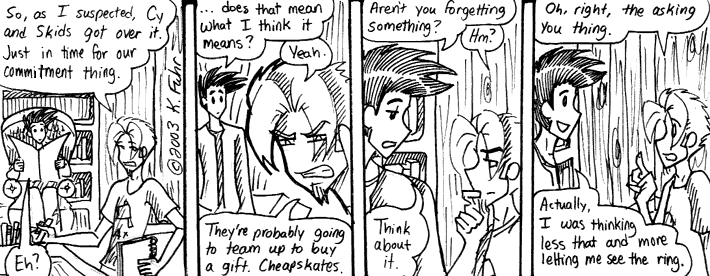 So, as I suspected, Cy
and Skids got over it.
Just in time for our
commitment thing.
Eh?
©2003 K. Fuhr
... does that mean
what I think it
means?
Yeah.
They're probably going
to team up to buy
a gift. Cheapskates.
Aren't you forgetting
something?
Hm?
Think
about
it.
Oh, right, the asking
you thing.
Actually,
I was thinking
less that and more
letting me see the ring.